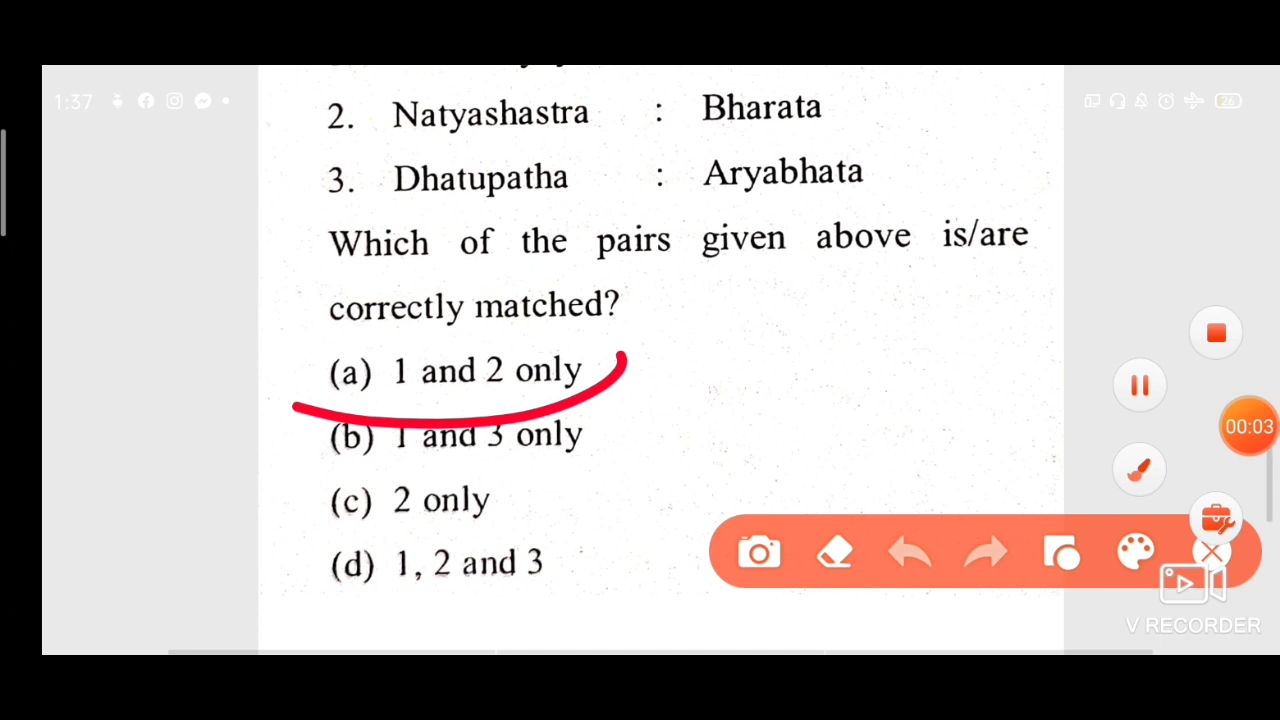 1:37
26
2. Natyashastra : Bharata
3. Dhatupatha : Aryabhata
Which of the pairs given above is/are
correctly matched?
(a) 1 and 2 only
(b) 1 and 3 only
(c) 2 only
(d) 1, 2 and 3
00:03
V RECORDER